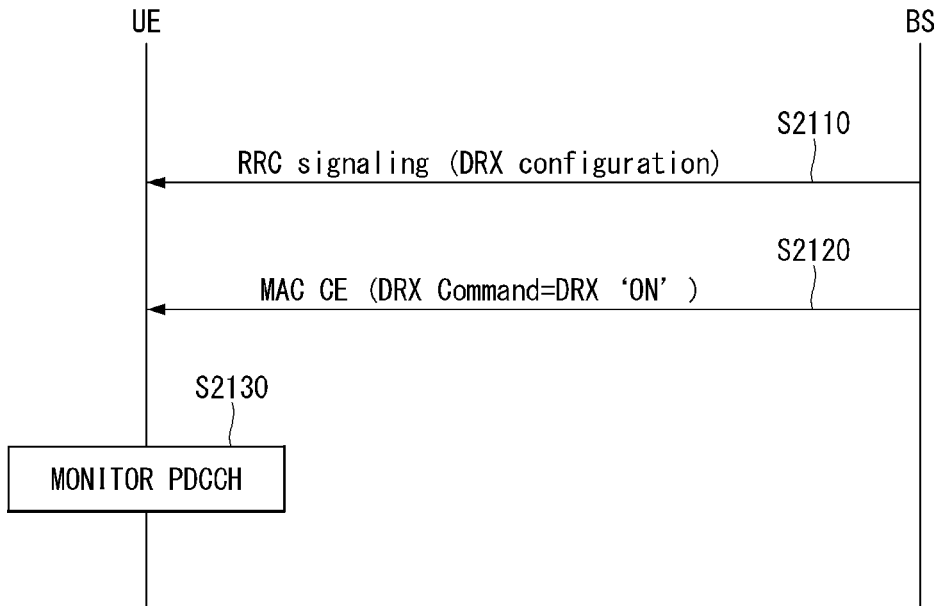 UE
BS
S2110
RRC signaling (DRX configuration)
S2120
MAC CE (DRX Command=DRX ‘ON’ )
S2130
MONITOR PDCCH